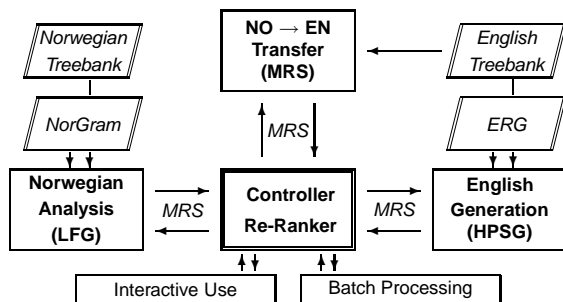 Norwegian
Treebank
NO → EN
Transfer
(MRS)
English
Treebank
NorGram
MRS
ERG
Norwegian
Analysis
(LFG)
MRS
Controller
Re-Ranker
MRS
English
Generation
(HPSG)
Interactive Use
Batch Processing